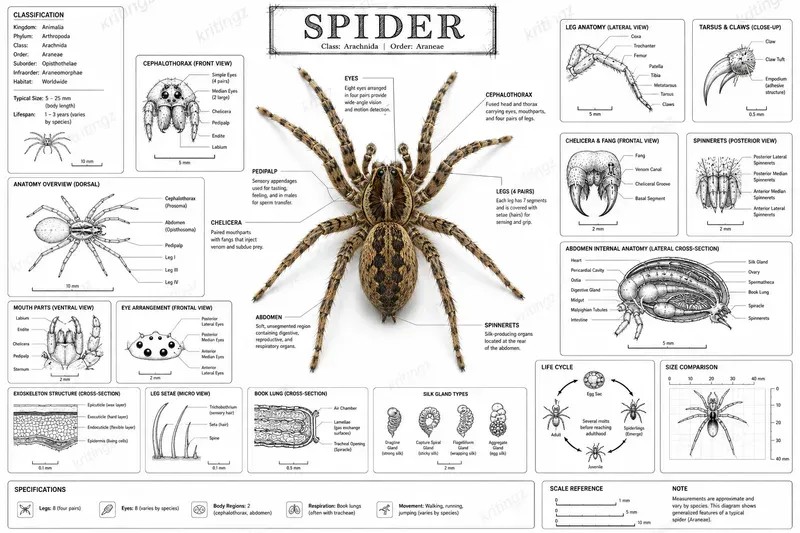 SPIDER
Class: Arachnida | Order: Araneae
CLASSIFICATION
Kingdom: Animalia
Phylum: Arthropoda
Class: Arachnida
Order: Araneae
Suborder: Opisthothelae
Infraorder: Araneomorphae
Habitat: Worldwide
Typical Size: 5 – 25 mm
(body length)
Lifespan: 1 – 3 years (varies
by species)
10 mm
CEPHALOTHORAX (FRONT VIEW)
Simple Eyes
(4 pairs)
Median Eyes
(2 large)
Chelicera
Pedipalp
Endite
Labium
5 mm
EYES
Eight eyes arranged
in four pairs provide
wide-angle vision
and motion detection.
CEPHALOTHORAX
Fused head and thorax
carrying eyes, mouthparts,
and four pairs of legs.
PEDIPALP
Sensory appendages
used for tasting,
feeling, and in males
for sperm transfer.
LEGS (4 PAIRS)
Each leg has 7 segments
and is covered with
setae (hairs) for sensing
and grip.
CHELICERA
Paired mouthparts
with fangs that inject
venom and subdue prey.
ABDOMEN
Soft, unsegmented region
containing digestive,
reproductive, and
respiratory organs.
SPINNERETS
Silk-producing organs
located at the rear
of the abdomen.
LEG ANATOMY (LATERAL VIEW)
Coxa
Trochanter
Femur
Patella
Tibia
Metatarsus
Tarsus
Claws
5 mm
TARSUS & CLAWS (CLOSE-UP)
Claw
Claw Tuft
Empodium
(adhesive
structure)
0.5 mm
CHELICERA & FANG (FRONTAL VIEW)
Fang
Venom Canal
Cheliceral Groove
Basal Segment
2 mm
SPINNERETS (POSTERIOR VIEW)
Posterior Lateral
Spinnerets
Posterior Median
Spinnerets
Anterior Median
Spinnerets
Anterior Lateral
Spinnerets
2 mm
ANATOMY OVERVIEW (DORSAL)
Cephalothorax
(Prosoma)
Abdomen
(Opisthosoma)
Pedipalp
Leg I
Leg III
Leg IV
10 mm
ABDOMEN INTERNAL ANATOMY (LATERAL CROSS-SECTION)
Heart
Pericardial Cavity
Ostia
Digestive Gland
Midgut
Malpighian Tubules
Intestine
Silk Gland
Ovary
Spermatheca
Book Lung
Spiracle
Spinnerets
5 mm
MOUTH PARTS (VENTRAL VIEW)
Labium
Endite
Pedipalp
Sternum
2 mm
EYE ARRANGEMENT (FRONTAL VIEW)
Posterior
Lateral Eyes
Posterior
Median Eyes
Anterior
Median Eyes
Anterior
Lateral Eyes
2 mm
LIFE CYCLE
Egg Sac
Spiderlings
(Emerge)
Juvenile
Adult
Several molts
before reaching
adulthood
SIZE COMPARISON
0 10 20 30 40 mm
0
10
20
30
40 mm
EXOSKELETON STRUCTURE (CROSS-SECTION)
Epicuticle (wax layer)
Exocuticle (hard layer)
Endocuticle (flexible layer)
Epidermis (living cells)
0.1 mm
LEG SETAE (MICRO VIEW)
Trichobothrium
(sensory hair)
Seta (hair)
Spine
0.1 mm
BOOK LUNG (CROSS-SECTION)
Air Chamber
Lamellae
(gas exchange
surfaces)
Tracheal Opening
(Spiracle)
0.5 mm
SILK GLAND TYPES
Dragline
Gland
(strong silk)
Capture Spiral
Gland
(sticky silk)
Flagelliform
Gland
(wrapping silk)
Aggregate
Gland
(egg silk)
2 mm
SPECIFICATIONS
Legs: 8 (four pairs)
Eyes: 8 (varies by species)
Body Regions: 2
(cephalothorax, abdomen)
Respiration: Book lungs
(often with tracheae)
Movement: Walking, running,
jumping (varies by species)
SCALE REFERENCE
0 1 mm
0 5 mm
0 10 mm
NOTE
Measurements are approximate and
vary by species. This diagram shows
generalized features of a typical
spider (Araneae).
kritingz